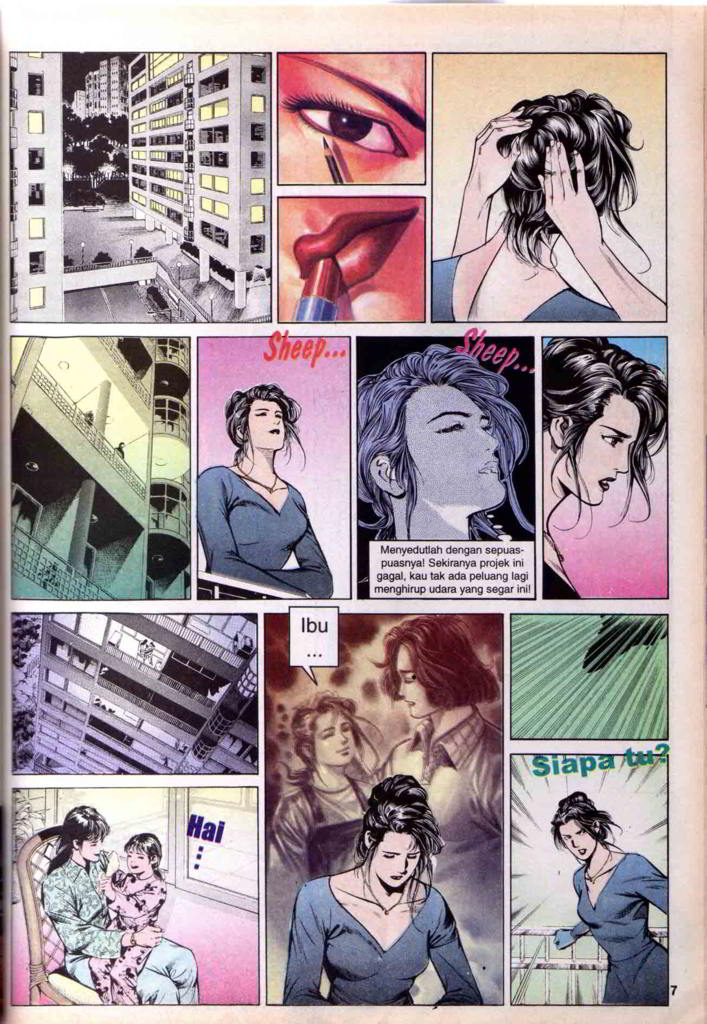 Sheep...
Sheep...
Menyedutlah dengan sepuas-
puasnya! Sekiranya projek ini
gagal, kau tak ada peluang lagi
menghirup udara yang segar ini!
Ibu
...
Siapa tu?
Hai
...
7